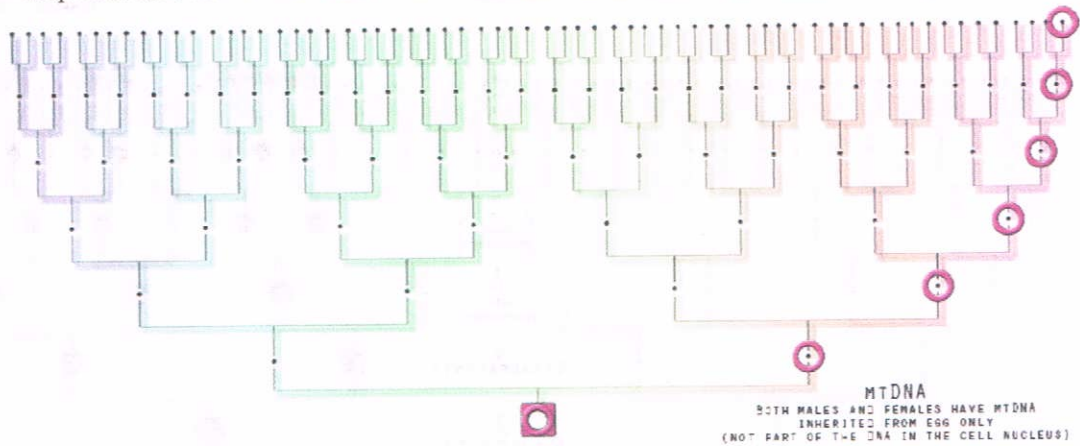 MTDNA
BOTH MALES AND FEMALES HAVE MTDNA
INHERITED FROM EGG ONLY
(NOT PART OF THE DNA IN THE CELL NUCLEUS)